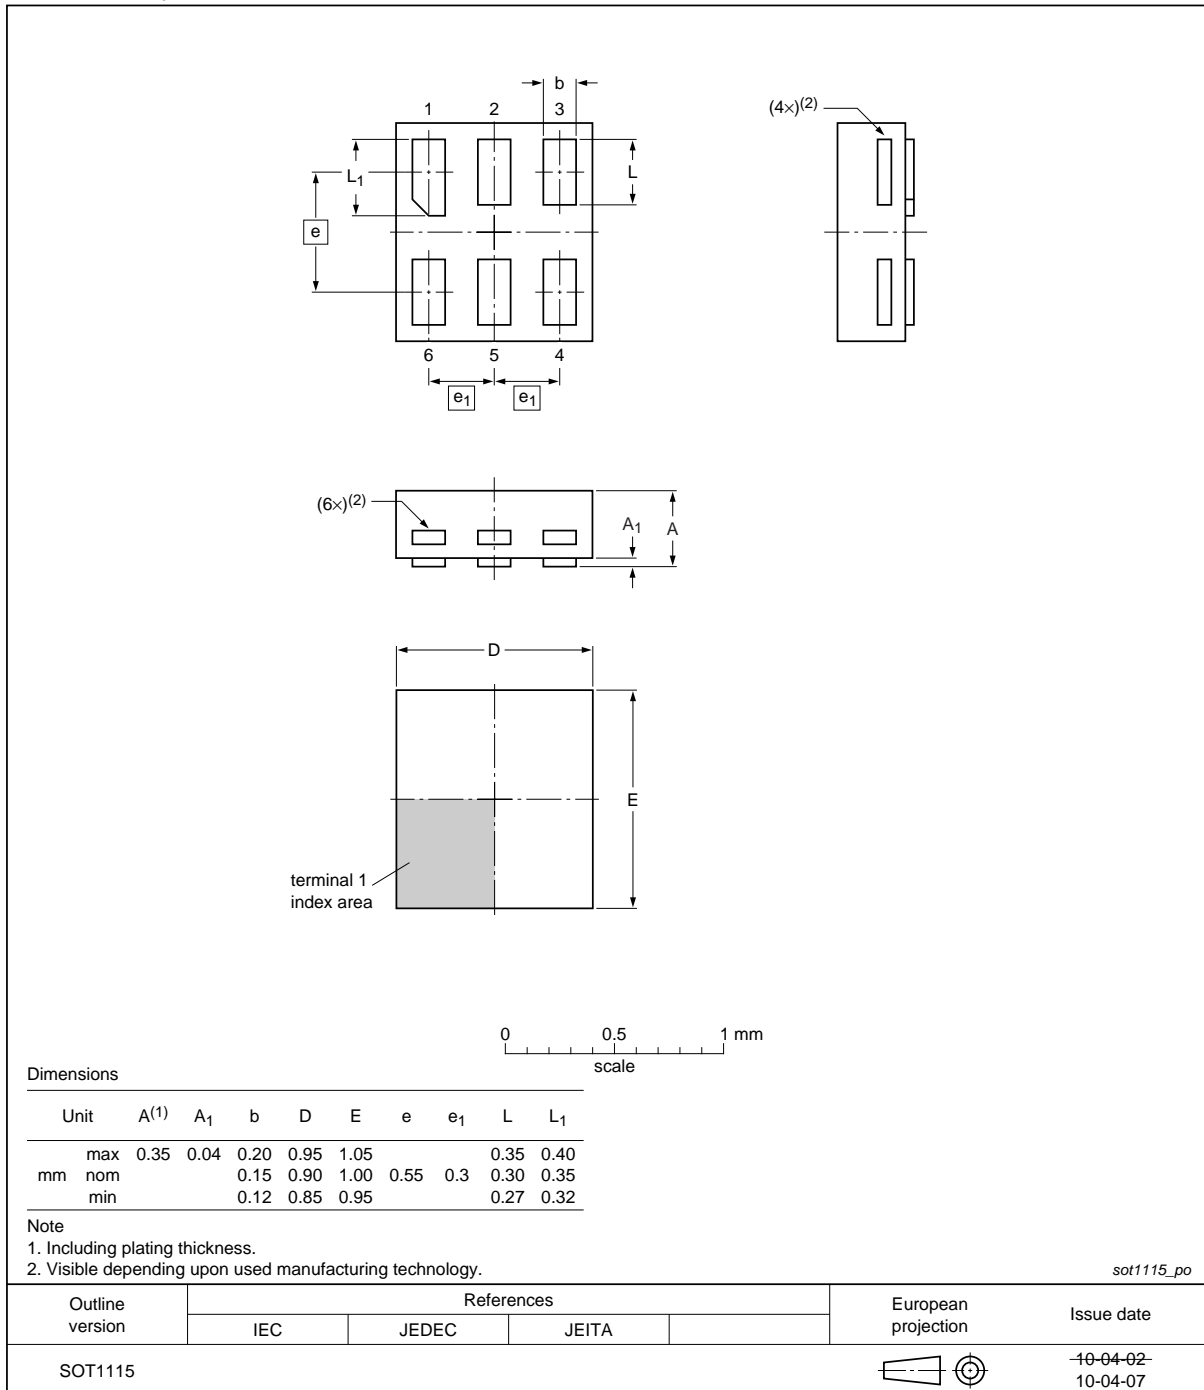 b
1 2 3
(4×)(2)
L1
L
e
6 5 4
e1 e1
(6×)(2)
A1 A
D
E
terminal 1
index area
0 0.5 1 mm
scale
Dimensions
Unit A(1) A1 b D E e e1 L L1
max 0.35 0.04 0.20 0.95 1.05 0.35 0.40
mm nom 0.15 0.90 1.00 0.55 0.3 0.30 0.35
min 0.12 0.85 0.95 0.27 0.32
Note
1. Including plating thickness.
2. Visible depending upon used manufacturing technology.
sot1115_po
Outline version References European projection Issue date
IEC JEDEC JEITA
SOT1115 10-04-02
10-04-07